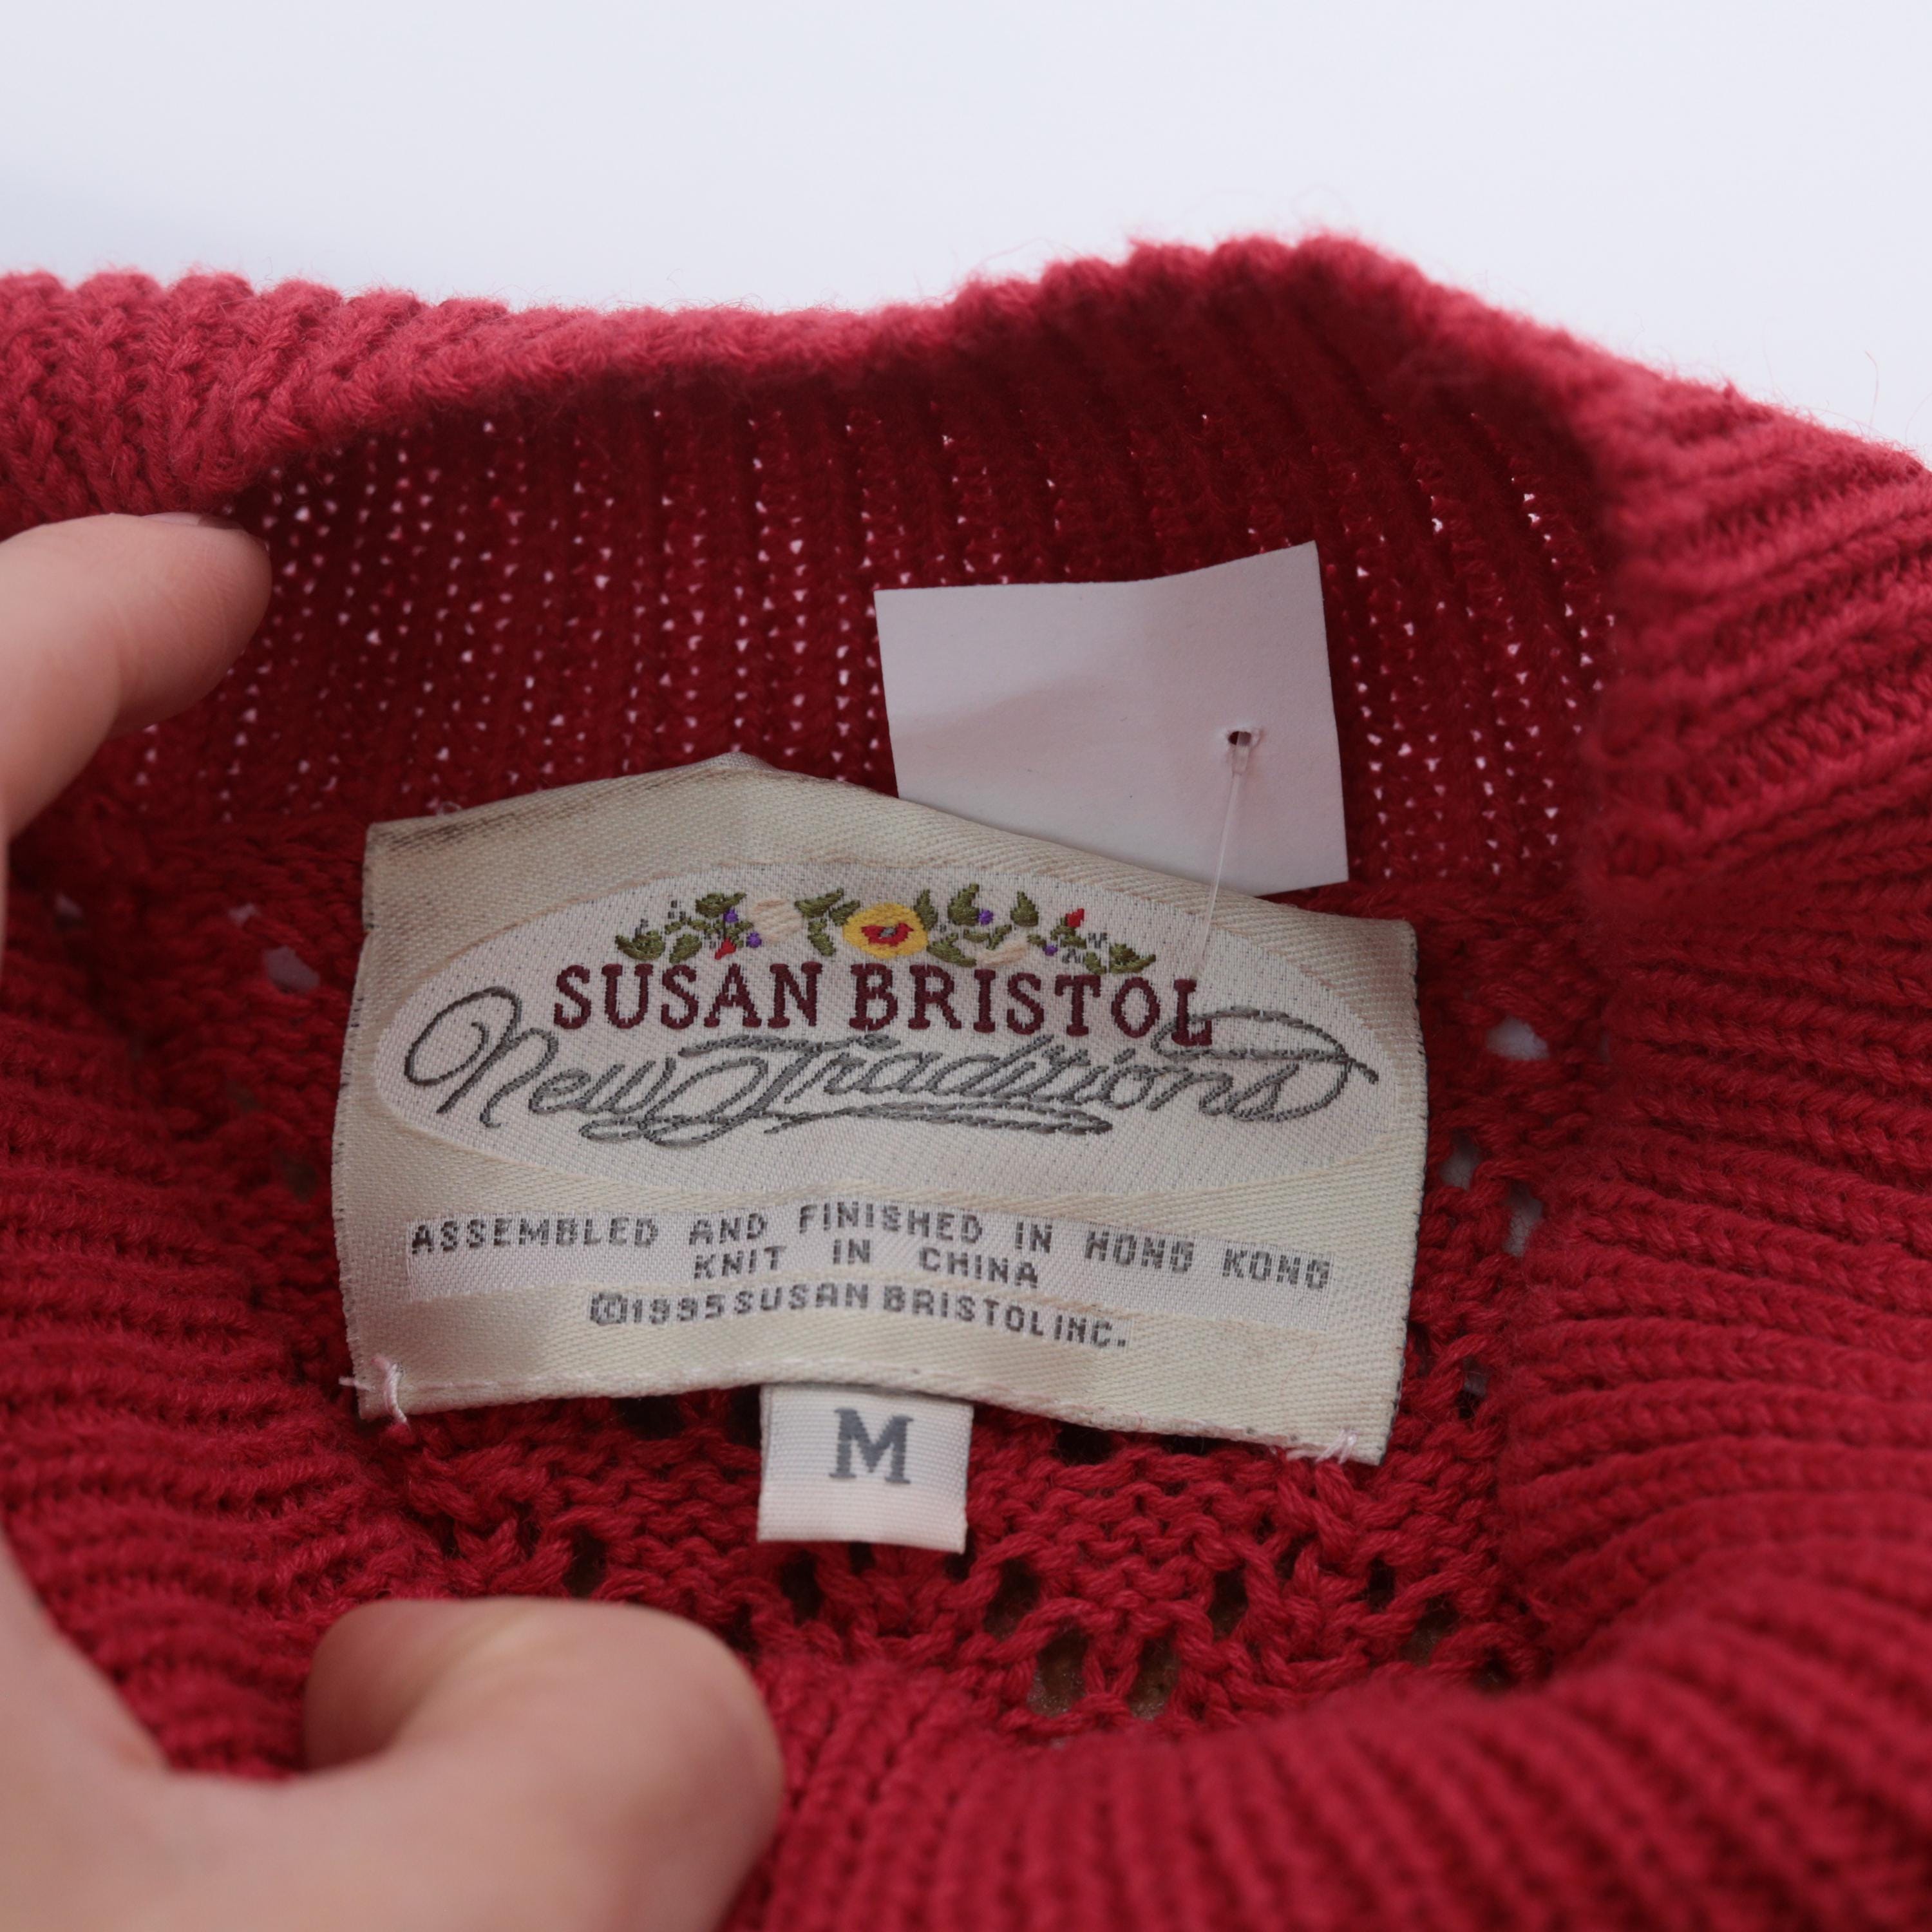 SUSAN BRISTOL
New Traditions
ASSEMBLED AND FINISHED IN HONG KONG
KNIT IN CHINA
©1995 SUSAN BRISTOL INC.
M